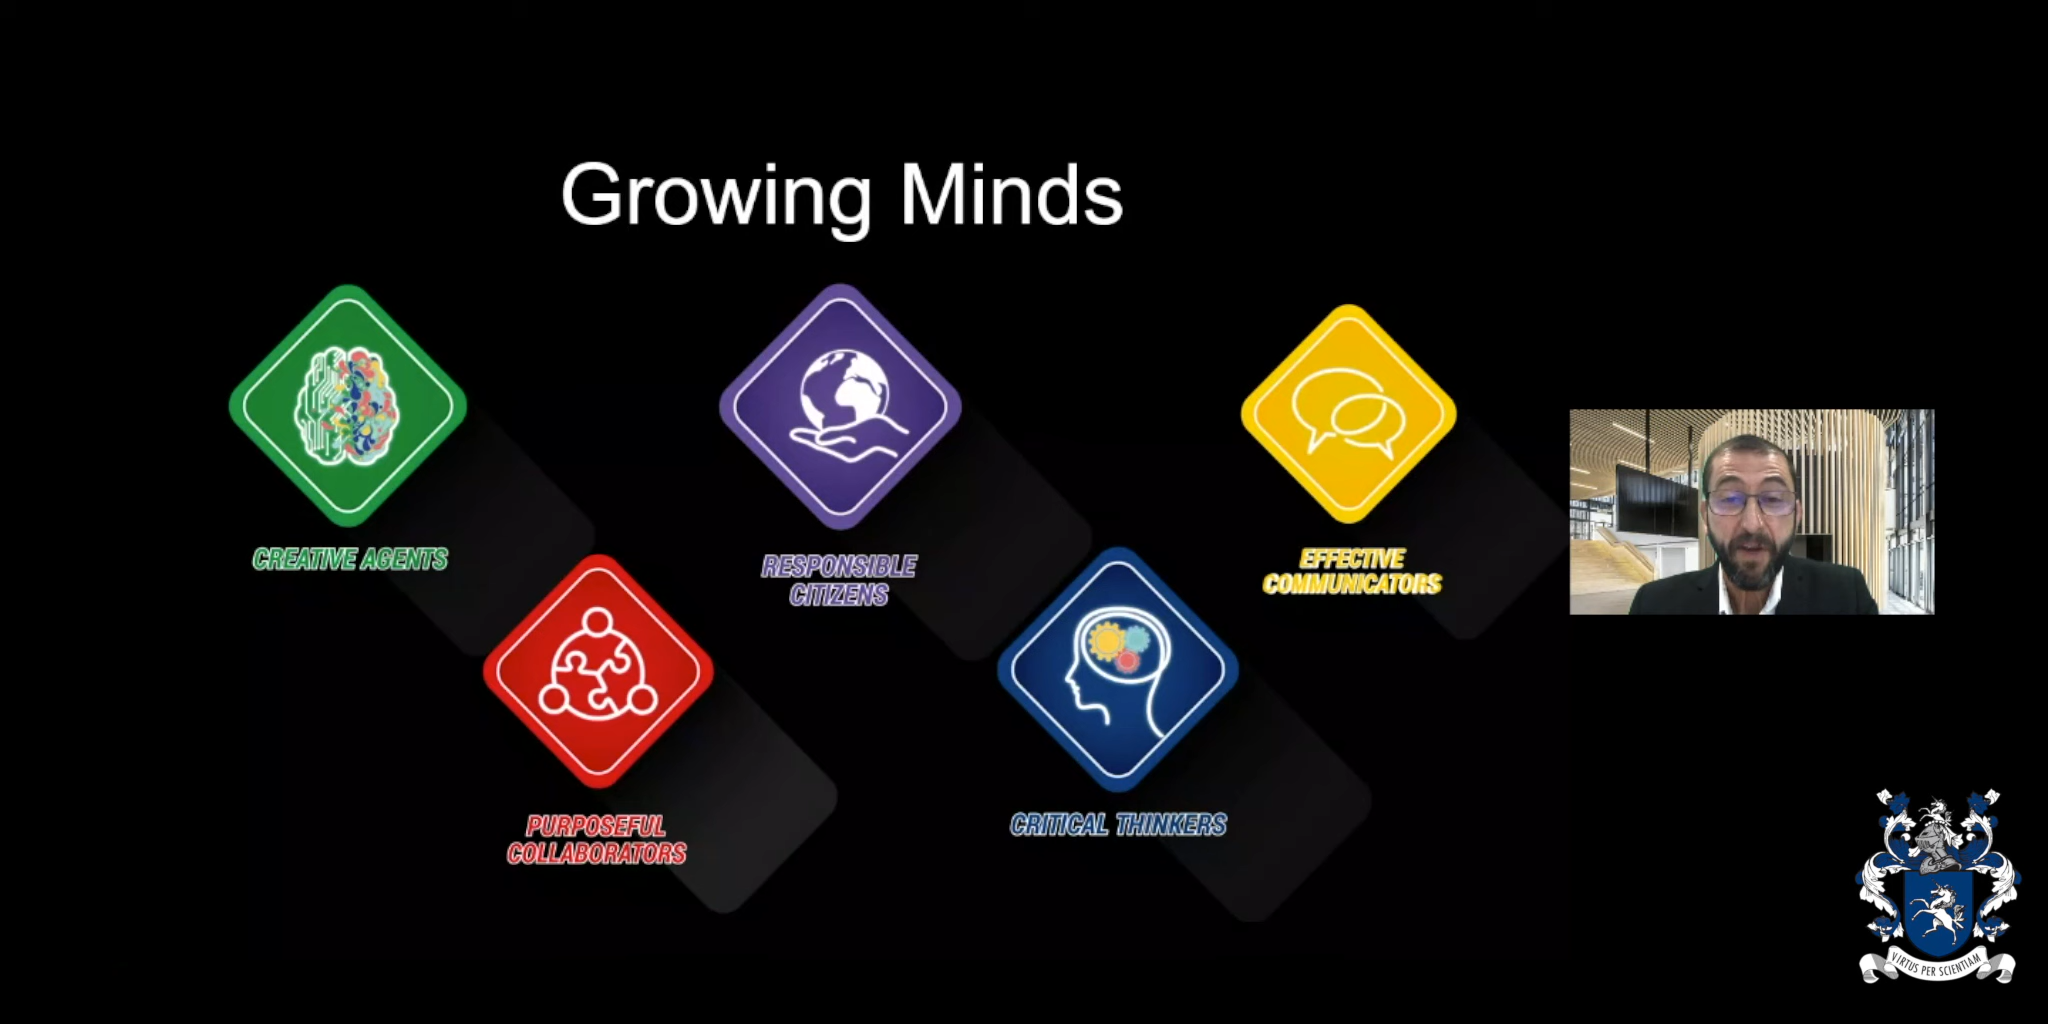 Growing Minds
CREATIVE AGENTS
RESPONSIBLE
CITIZENS
EFFECTIVE
COMMUNICATORS
PURPOSEFUL
COLLABORATORS
CRITICAL THINKERS
VIRTUS PER SCIENTIAM